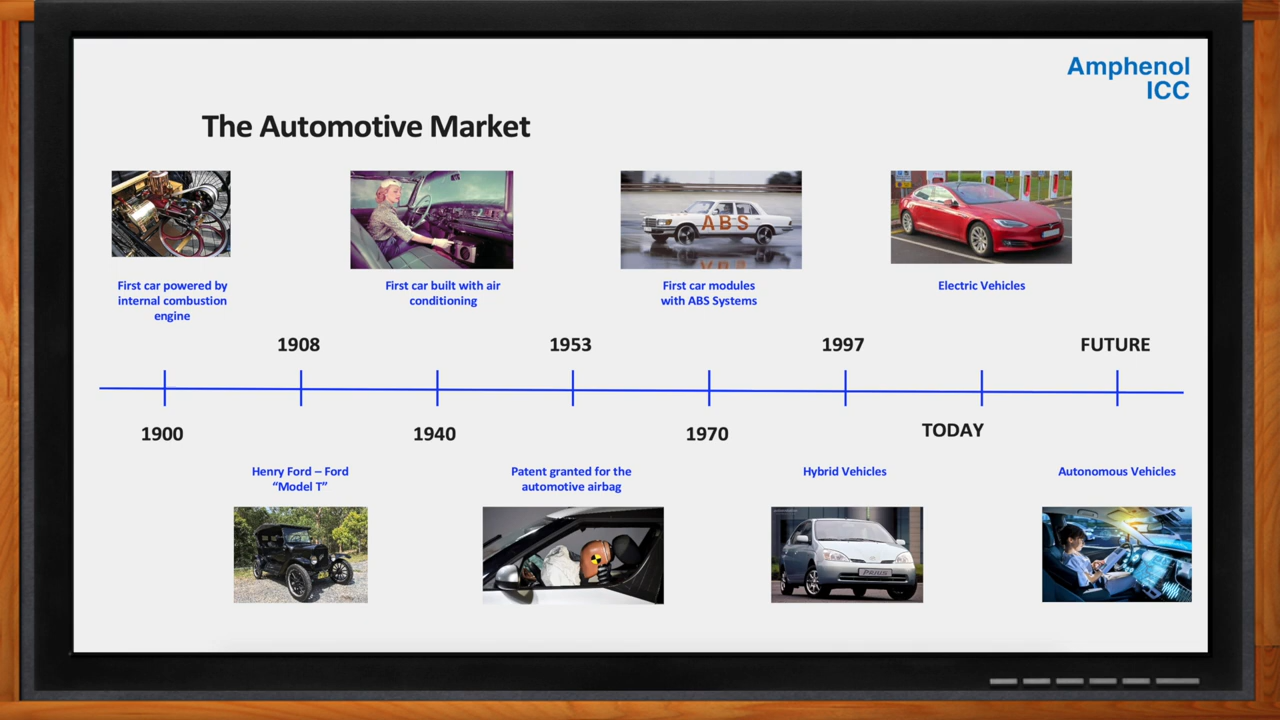 Amphenol
ICC
The Automotive Market
ABS
First car powered by
internal combustion
engine
First car built with air
conditioning
First car modules
with ABS Systems
Electric Vehicles
1908
1953
1997
FUTURE
1900
1940
1970
TODAY
Henry Ford – Ford
“Model T”
Patent granted for the
automotive airbag
Hybrid Vehicles
Autonomous Vehicles
PRIUS